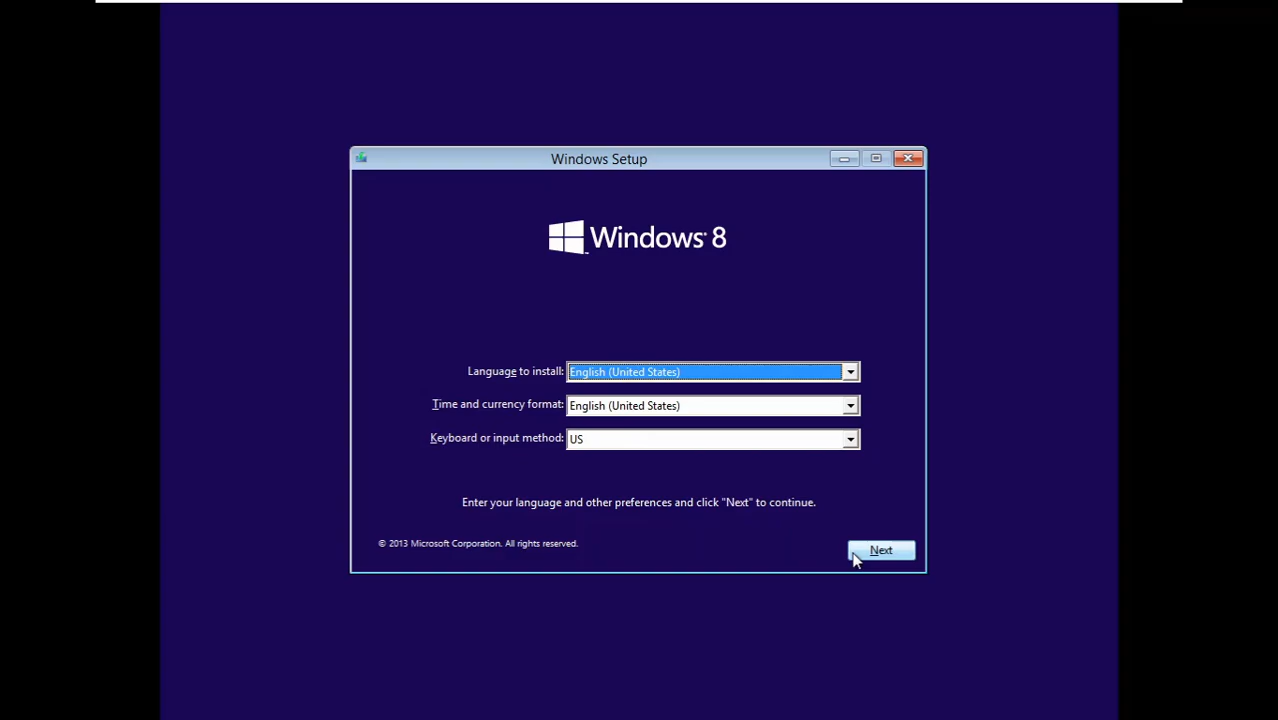 Windows Setup
Windows 8
Language to install: English (United States)
Time and currency format: English (United States)
Keyboard or input method: US
Enter your language and other preferences and click "Next" to continue.
© 2013 Microsoft Corporation. All rights reserved.
Next